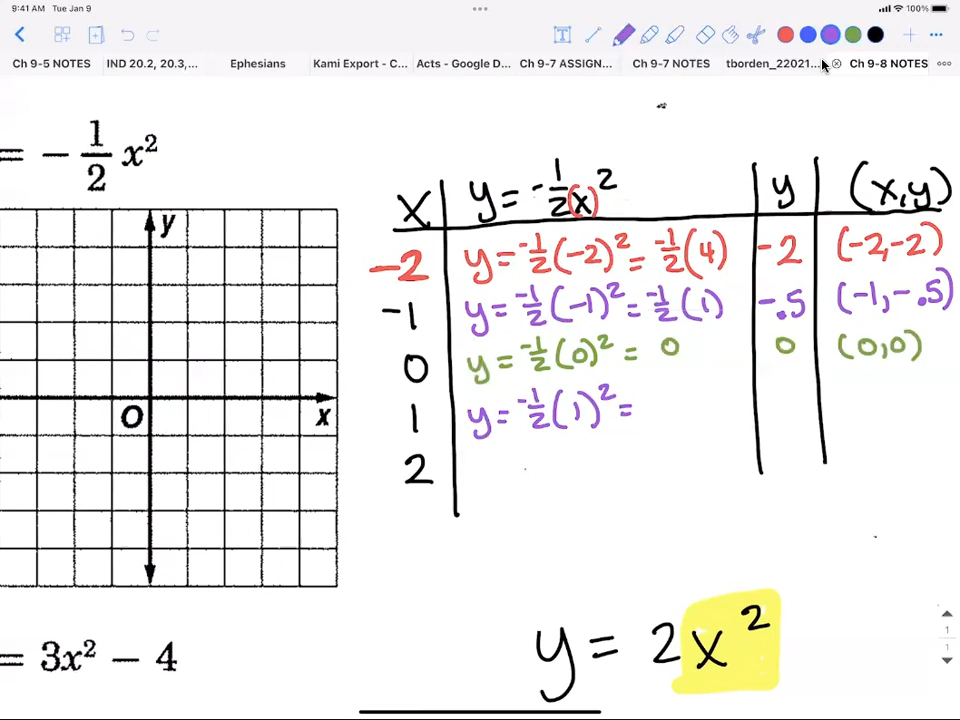 9:41 AM Tue Jan 9
100%
Ch 9-5 NOTES IND 20.2, 20.3,... Ephesians Kami Export - C... Acts - Google D... Ch 9-7 ASSIGN... Ch 9-7 NOTES tborden_22021... Ch 9-8 NOTES
= -1/2 x²
x y = -1/2(x)² y (x,y)
-2 y = -1/2(-2)² = -1/2(4) -2 (-2,-2)
-1 y = -1/2(-1)² = -1/2(1) -.5 (-1,-.5)
0 y = -1/2(0)² = 0 0 (0,0)
1 y = -1/2(1)² =
2
y
O x
= 3x² - 4
y = 2x²
1
1